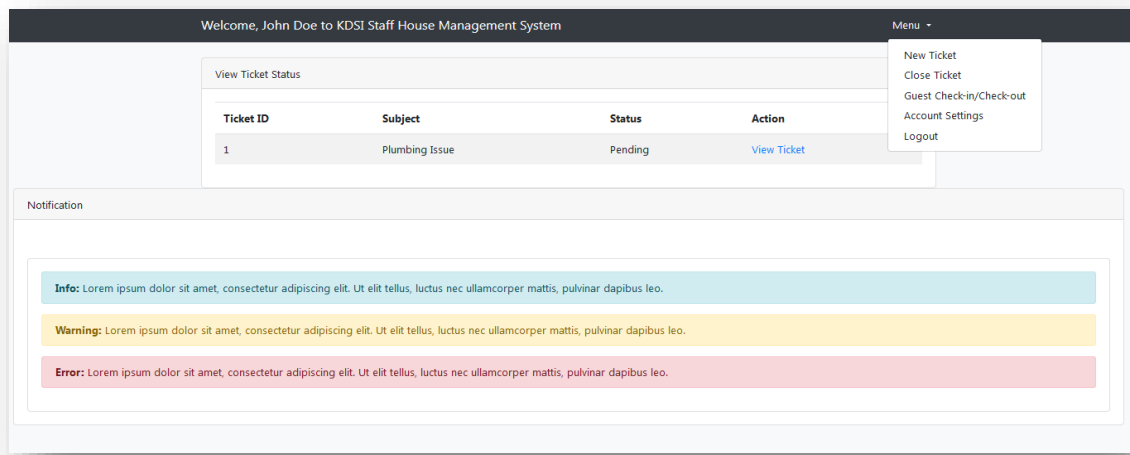 Welcome, John Doe to KDSI Staff House Management System
Menu
New Ticket
Close Ticket
Guest Check-in/Check-out
Account Settings
Logout
View Ticket Status
Ticket ID Subject Status Action
1 Plumbing Issue Pending View Ticket
Notification
Info: Lorem ipsum dolor sit amet, consectetur adipiscing elit. Ut elit tellus, luctus nec ullamcorper mattis, pulvinar dapibus leo.
Warning: Lorem ipsum dolor sit amet, consectetur adipiscing elit. Ut elit tellus, luctus nec ullamcorper mattis, pulvinar dapibus leo.
Error: Lorem ipsum dolor sit amet, consectetur adipiscing elit. Ut elit tellus, luctus nec ullamcorper mattis, pulvinar dapibus leo.